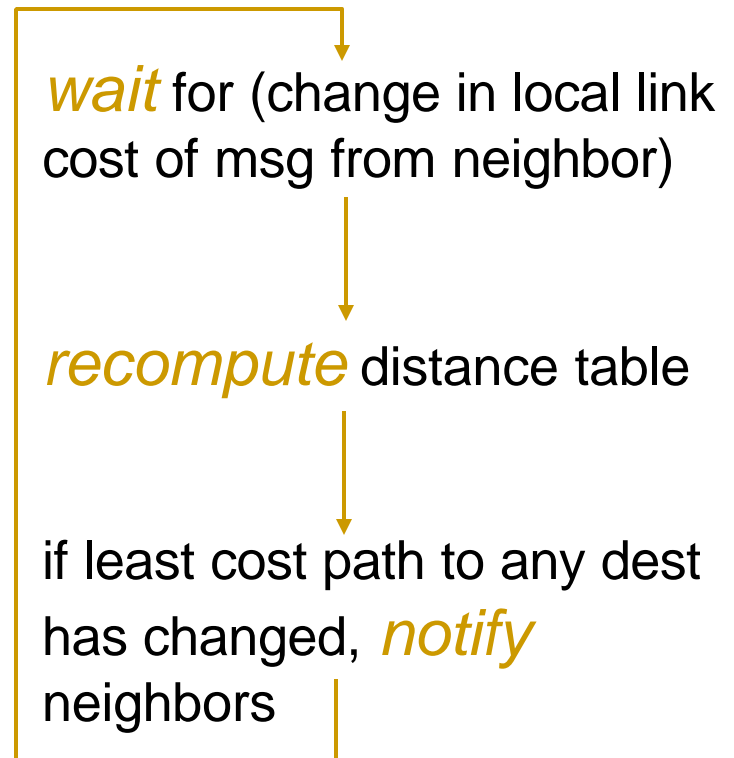 wait for (change in local link
cost of msg from neighbor)
recompute distance table
if least cost path to any dest
has changed, notify
neighbors